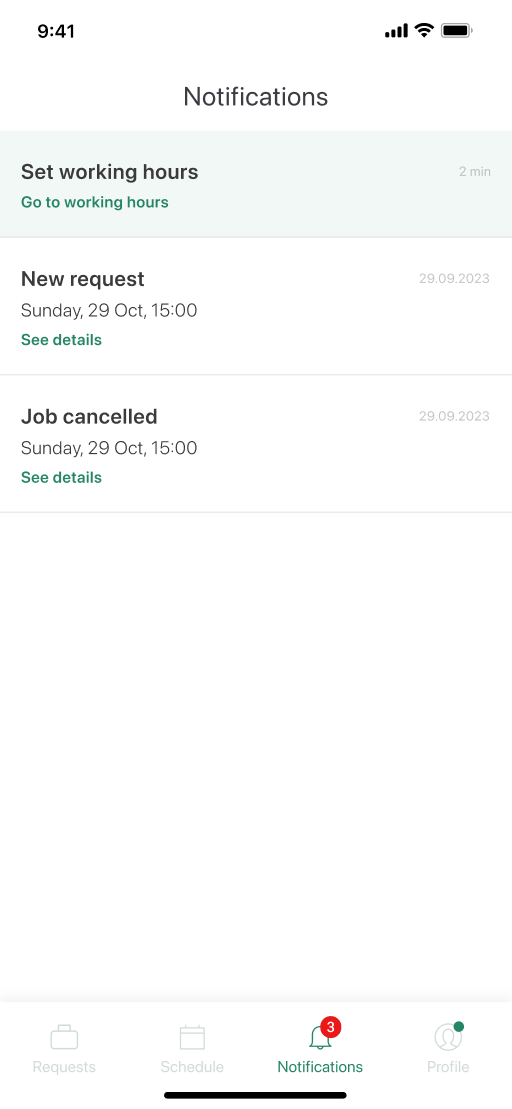 9:41
Notifications
Set working hours
2 min
Go to working hours
New request
29.09.2023
Sunday, 29 Oct, 15:00
See details
Job cancelled
29.09.2023
Sunday, 29 Oct, 15:00
See details
3
Requests
Schedule
Notifications
Profile